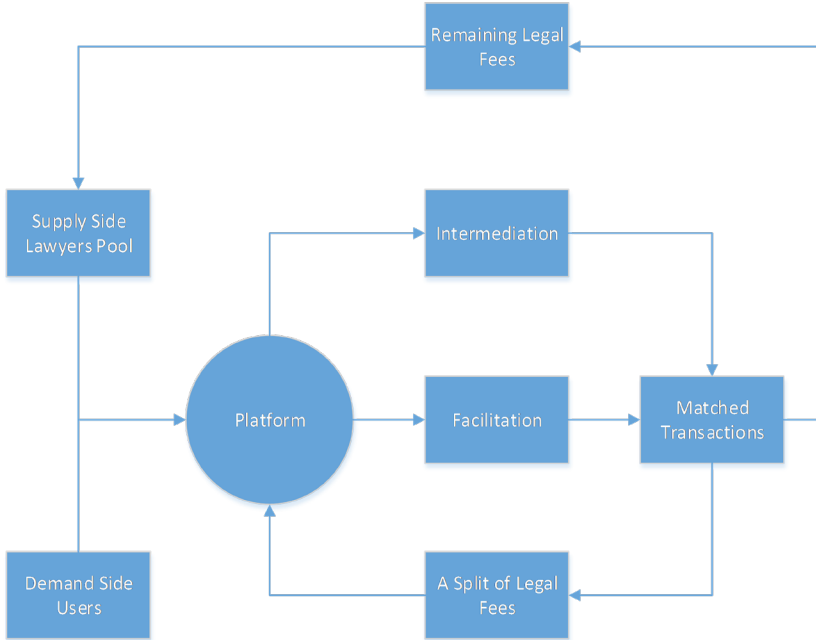 Remaining Legal
Fees
Supply Side
Lawyers Pool
Intermediation
Platform
Facilitation
Matched
Transactions
Demand Side
Users
A Split of Legal
Fees